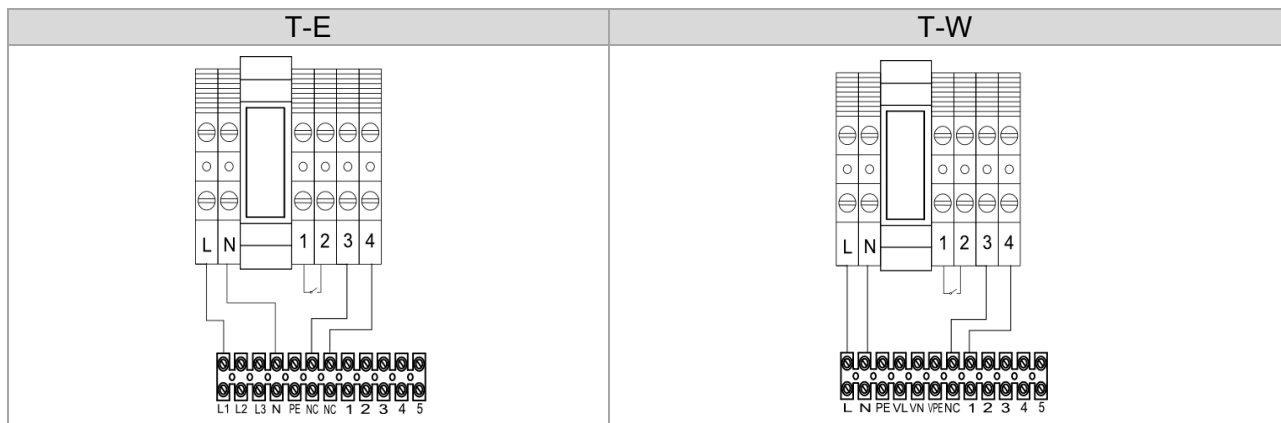 T-E
T-W
L N 1 2 3 4
L1 L2 L3 N PE NC NC 1 2 3 4 5
L N 1 2 3 4
L N PE VL VN VPE NC 1 2 3 4 5